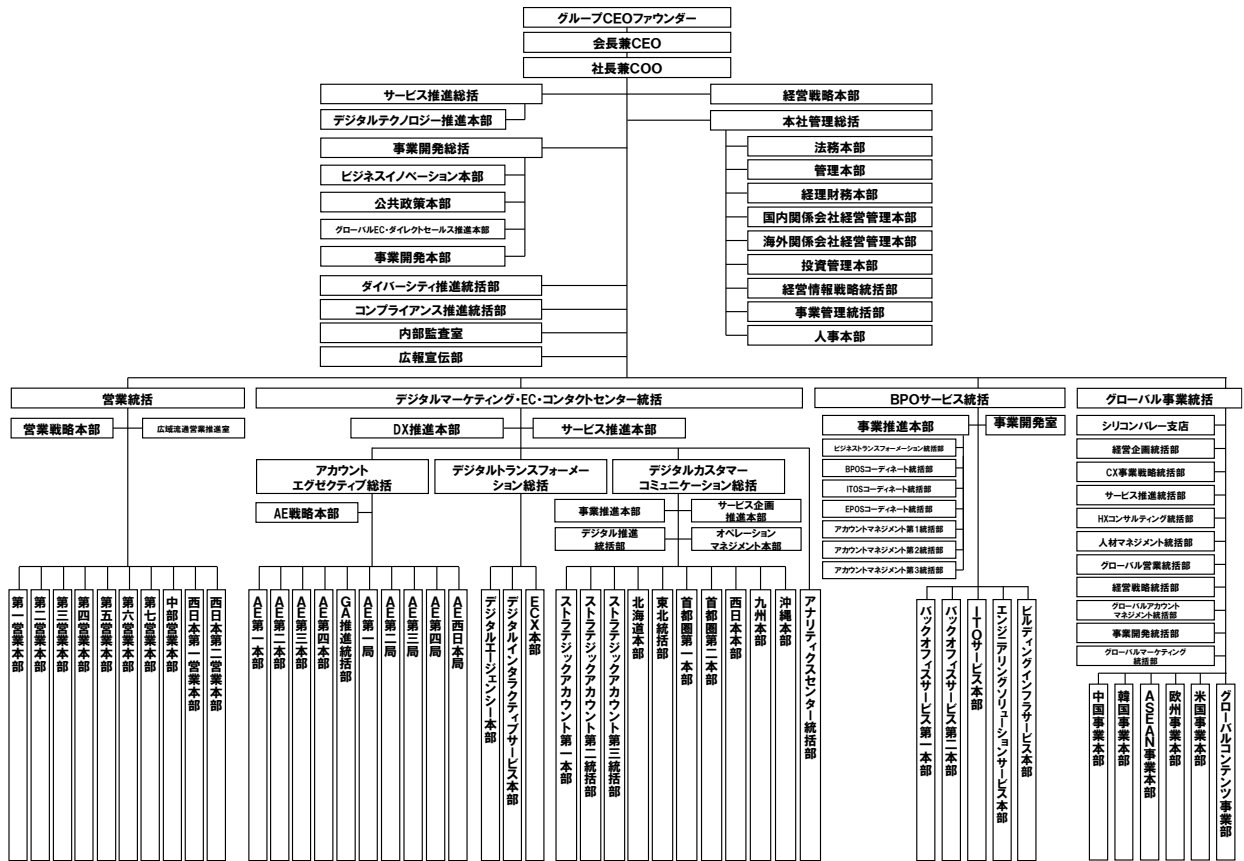 グループCEOファウンダー
会長兼CEO
社長兼COO
サービス推進総括
デジタルテクノロジー推進本部
事業開発総括
ビジネスイノベーション本部
公共政策本部
グローバルEC・ダイレクトセールス推進本部
事業開発本部
ダイバーシティ推進統括部
コンプライアンス推進統括部
内部監査室
広報宣伝部
経営戦略本部
本社管理総括
法務本部
管理本部
経理財務本部
国内関係会社経営管理本部
海外関係会社経営管理本部
投資管理本部
経営情報戦略統括部
事業管理統括部
人事本部
営業統括
営業戦略本部
広域流通営業推進室
第一営業本部
第二営業本部
第三営業本部
第四営業本部
第五営業本部
第六営業本部
第七営業本部
中部営業本部
西日本第一営業本部
西日本第二営業本部
デジタルマーケティング・EC・コンタクトセンター統括
DX推進本部
サービス推進本部
アカウント
エグゼクティブ総括
AE戦略本部
AE第一本部
AE第二本部
AE第三本部
AE第四本部
GA推進統括部
AE第一局
AE第二局
AE第三局
AE第四局
AE西日本局
デジタルトランスフォーメー
ション総括
デジタルエージェンシー本部
デジタルインタラクティブサービス本部
ECX本部
デジタルカスタマー
コミュニケーション総括
事業推進本部
サービス企画
推進本部
デジタル推進
統括部
オペレーション
マネジメント本部
ストラテジックアカウント第一本部
ストラテジックアカウント第二統括部
ストラテジックアカウント第三統括部
北海道本部
東北統括部
首都圏第一本部
首都圏第二本部
西日本本部
九州本部
沖縄本部
アナリティクスセンター統括部
BPOサービス統括
事業推進本部
事業開発室
ビジネストランスフォーメーション統括部
BPOSコーディネート統括部
ITOSコーディネート統括部
EPOSコーディネート統括部
アカウントマネジメント第1統括部
アカウントマネジメント第2統括部
アカウントマネジメント第3統括部
バックオフィスサービス第一本部
バックオフィスサービス第二本部
ITOサービス本部
エンジニアリングソリューションサービス本部
ビルディングインフラサービス本部
グローバル事業統括
シリコンバレー支店
経営企画統括部
CX事業戦略統括部
サービス推進統括部
HXコンサルティング統括部
人材マネジメント統括部
グローバル営業統括部
経営戦略統括部
グローバルアカウント
マネジメント統括部
事業開発統括部
グローバルマーケティング
統括部
中国事業本部
韓国事業本部
ASEAN事業本部
欧州事業本部
米国事業本部
グローバルコンテンツ事業部